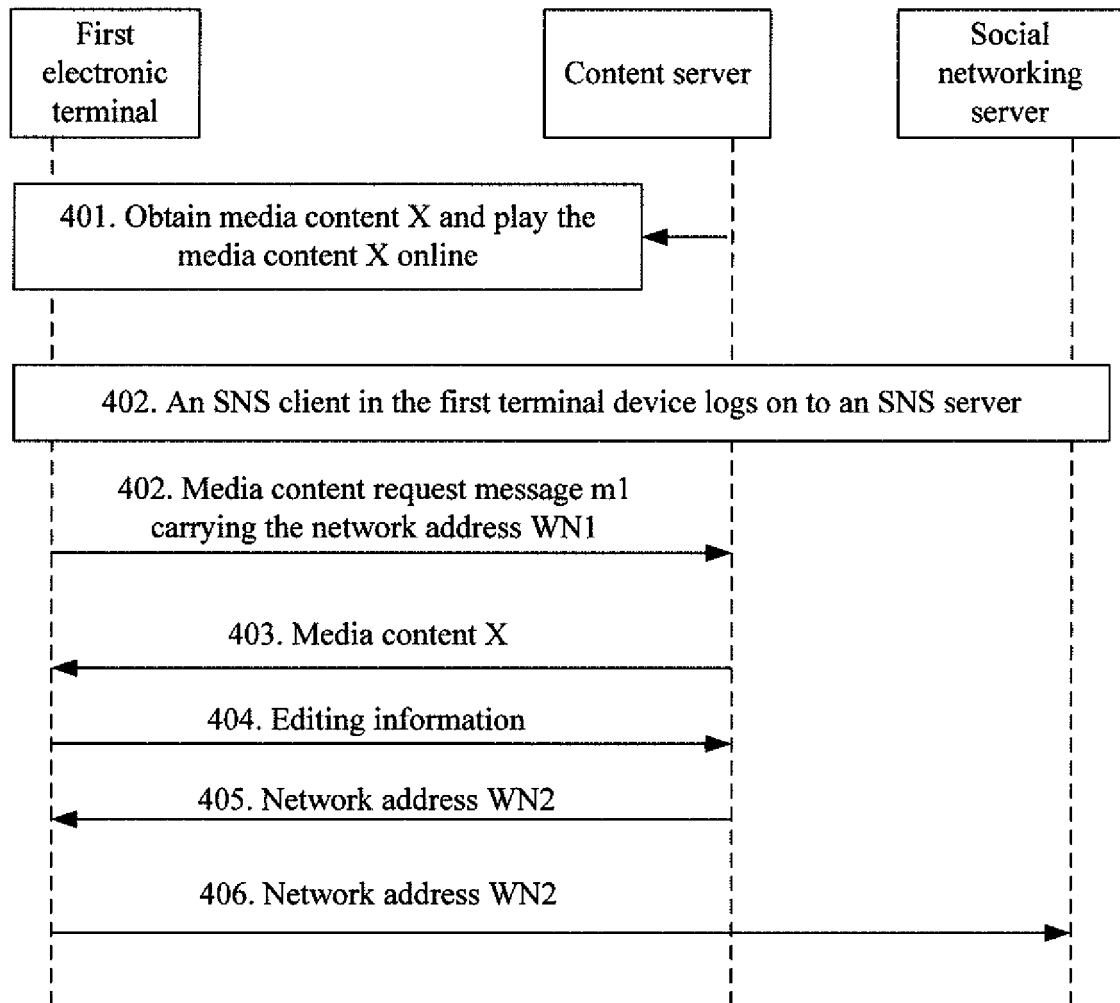 First
electronic
terminal
Content server
Social
networking
server
401. Obtain media content X and play the
media content X online
402. An SNS client in the first terminal device logs on to an SNS server
402. Media content request message m1
carrying the network address WN1
403. Media content X
404. Editing information
405. Network address WN2
406. Network address WN2